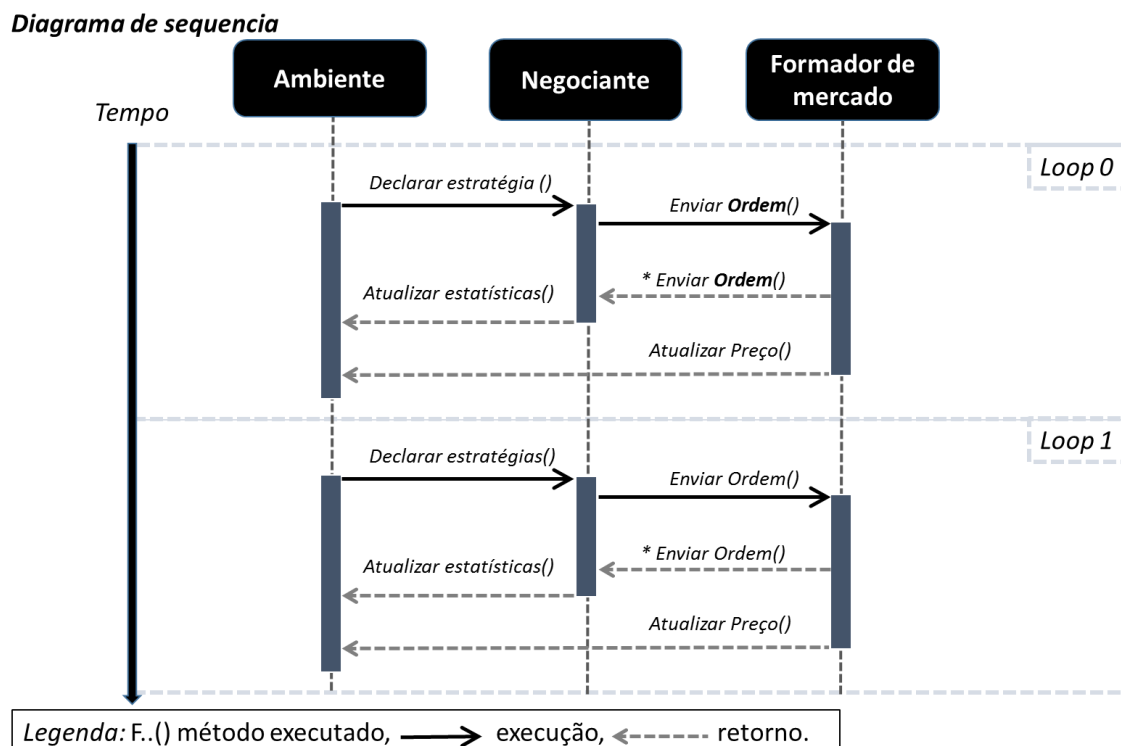 Diagrama de sequencia
Ambiente
Negociante
Formador de
mercado
Tempo
Loop 0
Declarar estratégia ()
Enviar Ordem()
* Enviar Ordem()
Atualizar estatísticas()
Atualizar Preço()
Loop 1
Declarar estratégias()
Enviar Ordem()
* Enviar Ordem()
Atualizar estatísticas()
Atualizar Preço()
Legenda: F..() método executado, execução, retorno.